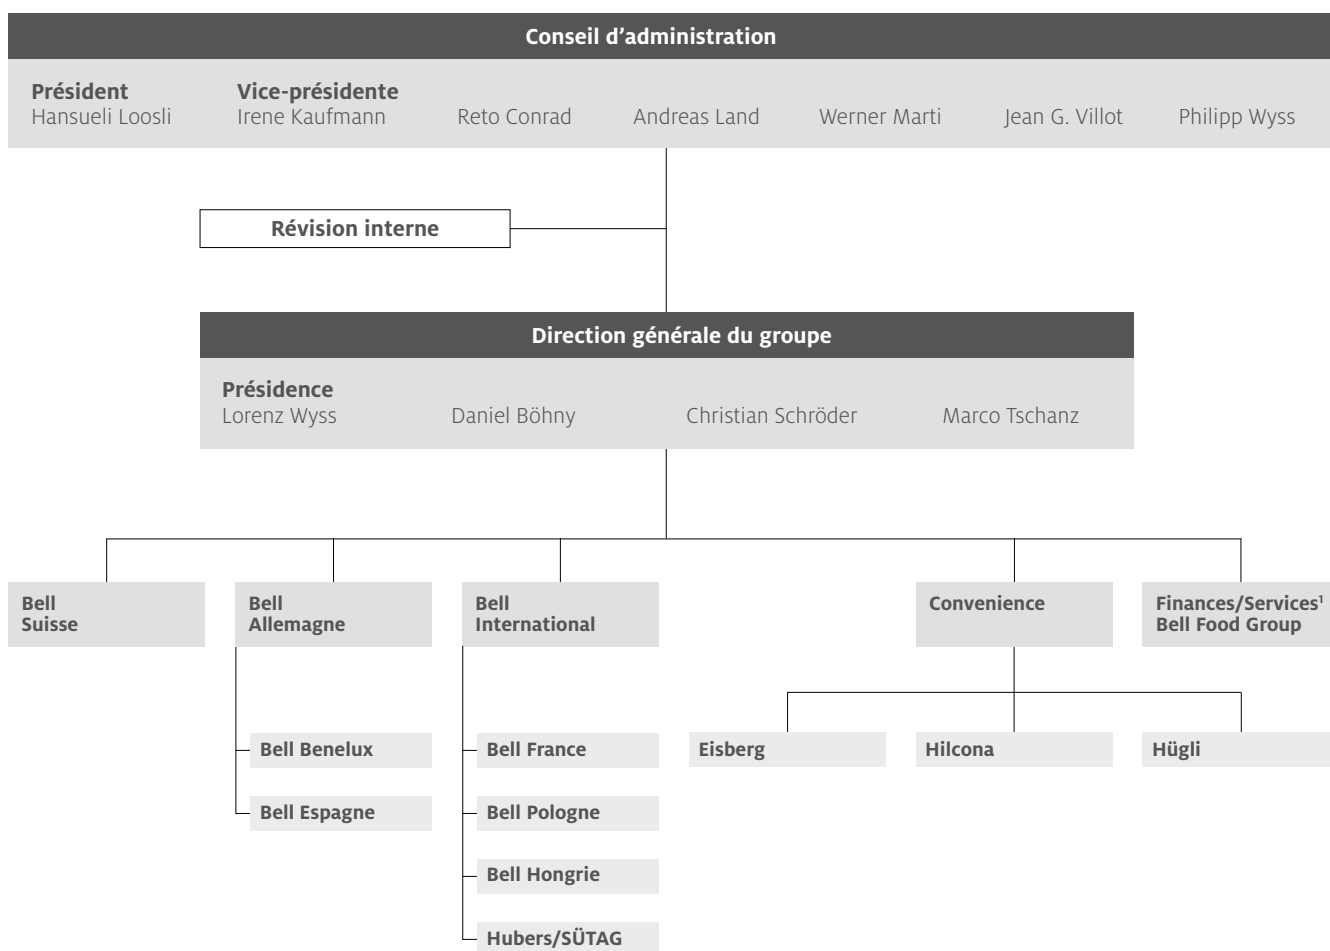 Conseil d’administration
Président
Hansueli Loosli
Vice-présidente
Irene Kaufmann
Reto Conrad
Andreas Land
Werner Marti
Jean G. Villot
Philipp Wyss
Révision interne
Direction générale du groupe
Présidence
Lorenz Wyss
Daniel Böhny
Christian Schröder
Marco Tschanz
Bell
Suisse
Bell
Allemagne
Bell
International
Convenience
Finances/Services¹
Bell Food Group
Bell Benelux
Bell Espagne
Bell France
Bell Pologne
Bell Hongrie
Hubers/SÜTAG
Eisberg
Hilcona
Hügli